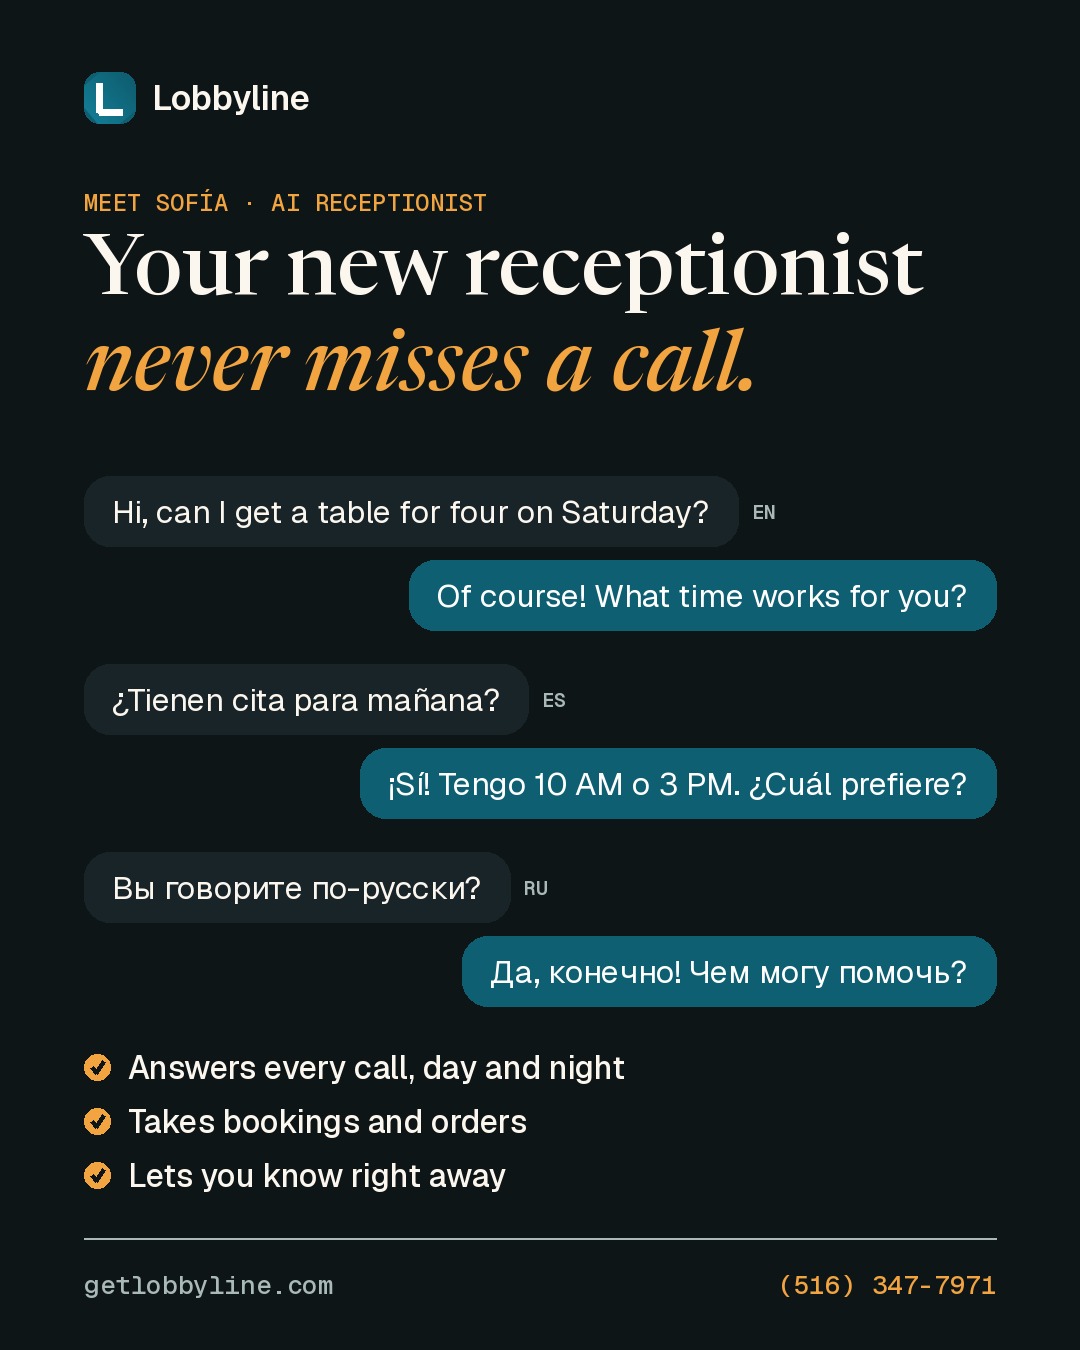 Lobbyline
MEET SOFÍA · AI RECEPTIONIST
Your new receptionist
never misses a call.
Hi, can I get a table for four on Saturday? EN
Of course! What time works for you?
¿Tienen cita para mañana? ES
¡Sí! Tengo 10 AM o 3 PM. ¿Cuál prefiere?
Вы говорите по-русски? RU
Да, конечно! Чем могу помочь?
Answers every call, day and night
Takes bookings and orders
Lets you know right away
getlobbyline.com (516) 347-7971